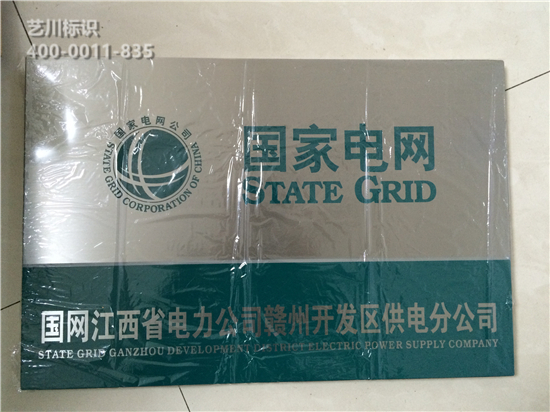 艺川标识
400-0011-835
国家电网公司
STATE GRID CORPORATION OF CHINA
国家电网
STATE GRID
国网江西省电力公司赣州开发区供电分公司
STATE GRID GANZHOU DEVELOPMENT DISTRICT ELECTRIC POWER SUPPLY COMPANY